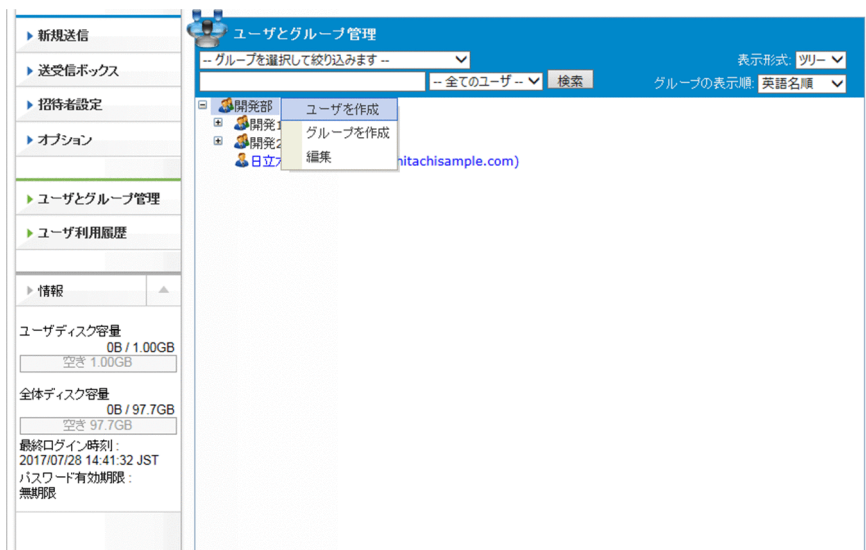 新規送信
送受信ボックス
招待者設定
オプション
ユーザとグループ管理
ユーザ利用履歴
情報
ユーザディスク容量
0B / 1.00GB
空き 1.00GB
全体ディスク容量
0B / 97.7GB
空き 97.7GB
最終ログイン時刻 :
2017/07/28 14:41:32 JST
パスワード有効期限 :
無期限
ユーザとグループ管理
-- グループを選択して絞り込みます --
表示形式: ツリー
-- 全てのユーザ --
検索
グループの表示順: 英語名順
開発部
開発1
開発2
日立
hitachisample.com)
ユーザを作成
グループを作成
編集